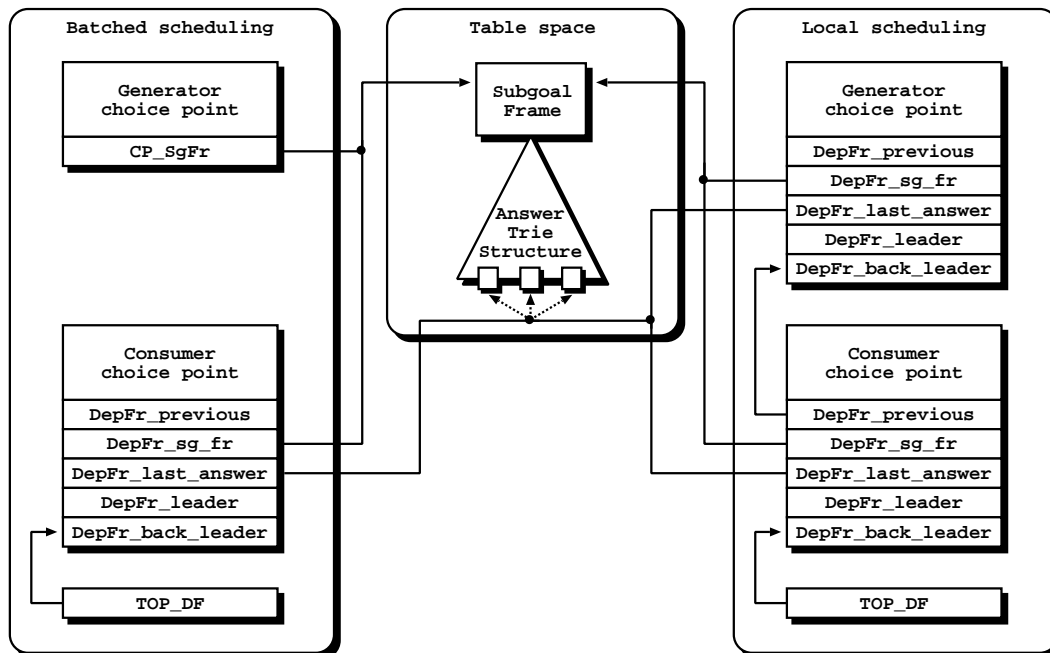 Batched scheduling
Generator
choice point
CP_SgFr
Consumer
choice point
DepFr_previous
DepFr_sg_fr
DepFr_last_answer
DepFr_leader
DepFr_back_leader
TOP_DF
Table space
Subgoal
Frame
Answer
Trie
Structure
Local scheduling
Generator
choice point
DepFr_previous
DepFr_sg_fr
DepFr_last_answer
DepFr_leader
DepFr_back_leader
Consumer
choice point
DepFr_previous
DepFr_sg_fr
DepFr_last_answer
DepFr_leader
DepFr_back_leader
TOP_DF